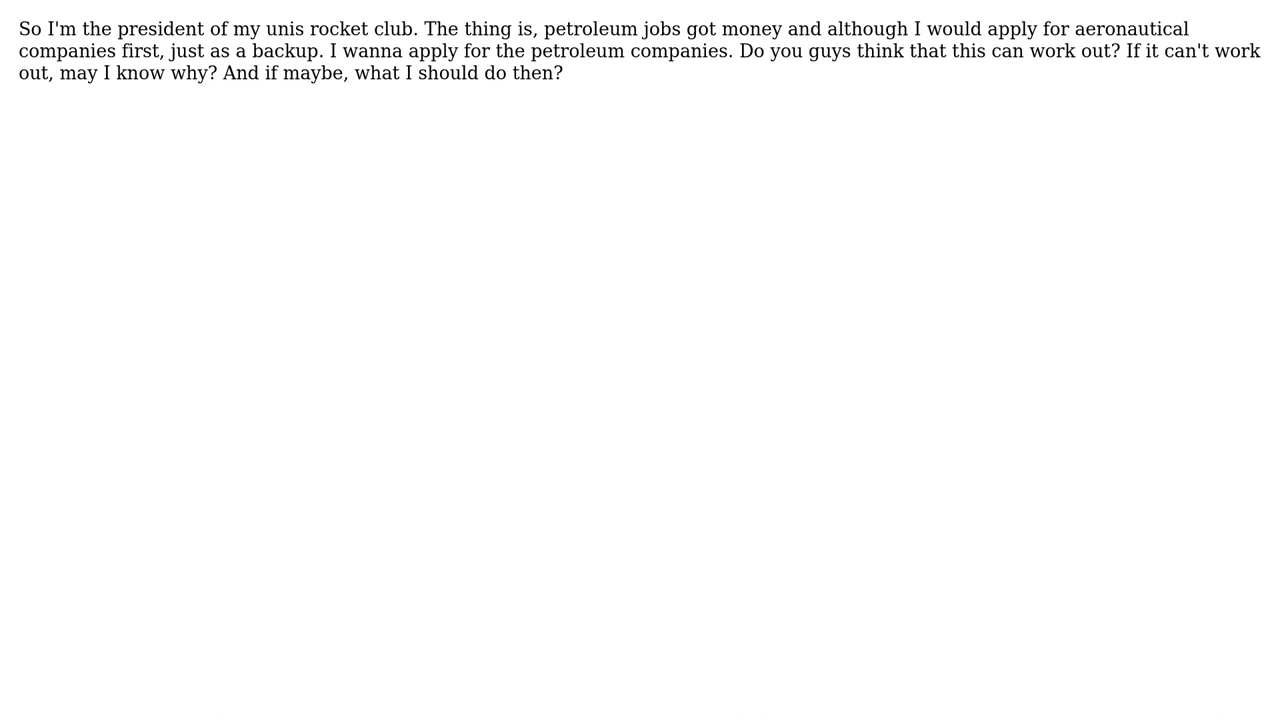 So I'm the president of my unis rocket club. The thing is, petroleum jobs got money and although I would apply for aeronautical
companies first, just as a backup. I wanna apply for the petroleum companies. Do you guys think that this can work out? If it can't work
out, may I know why? And if maybe, what I should do then?